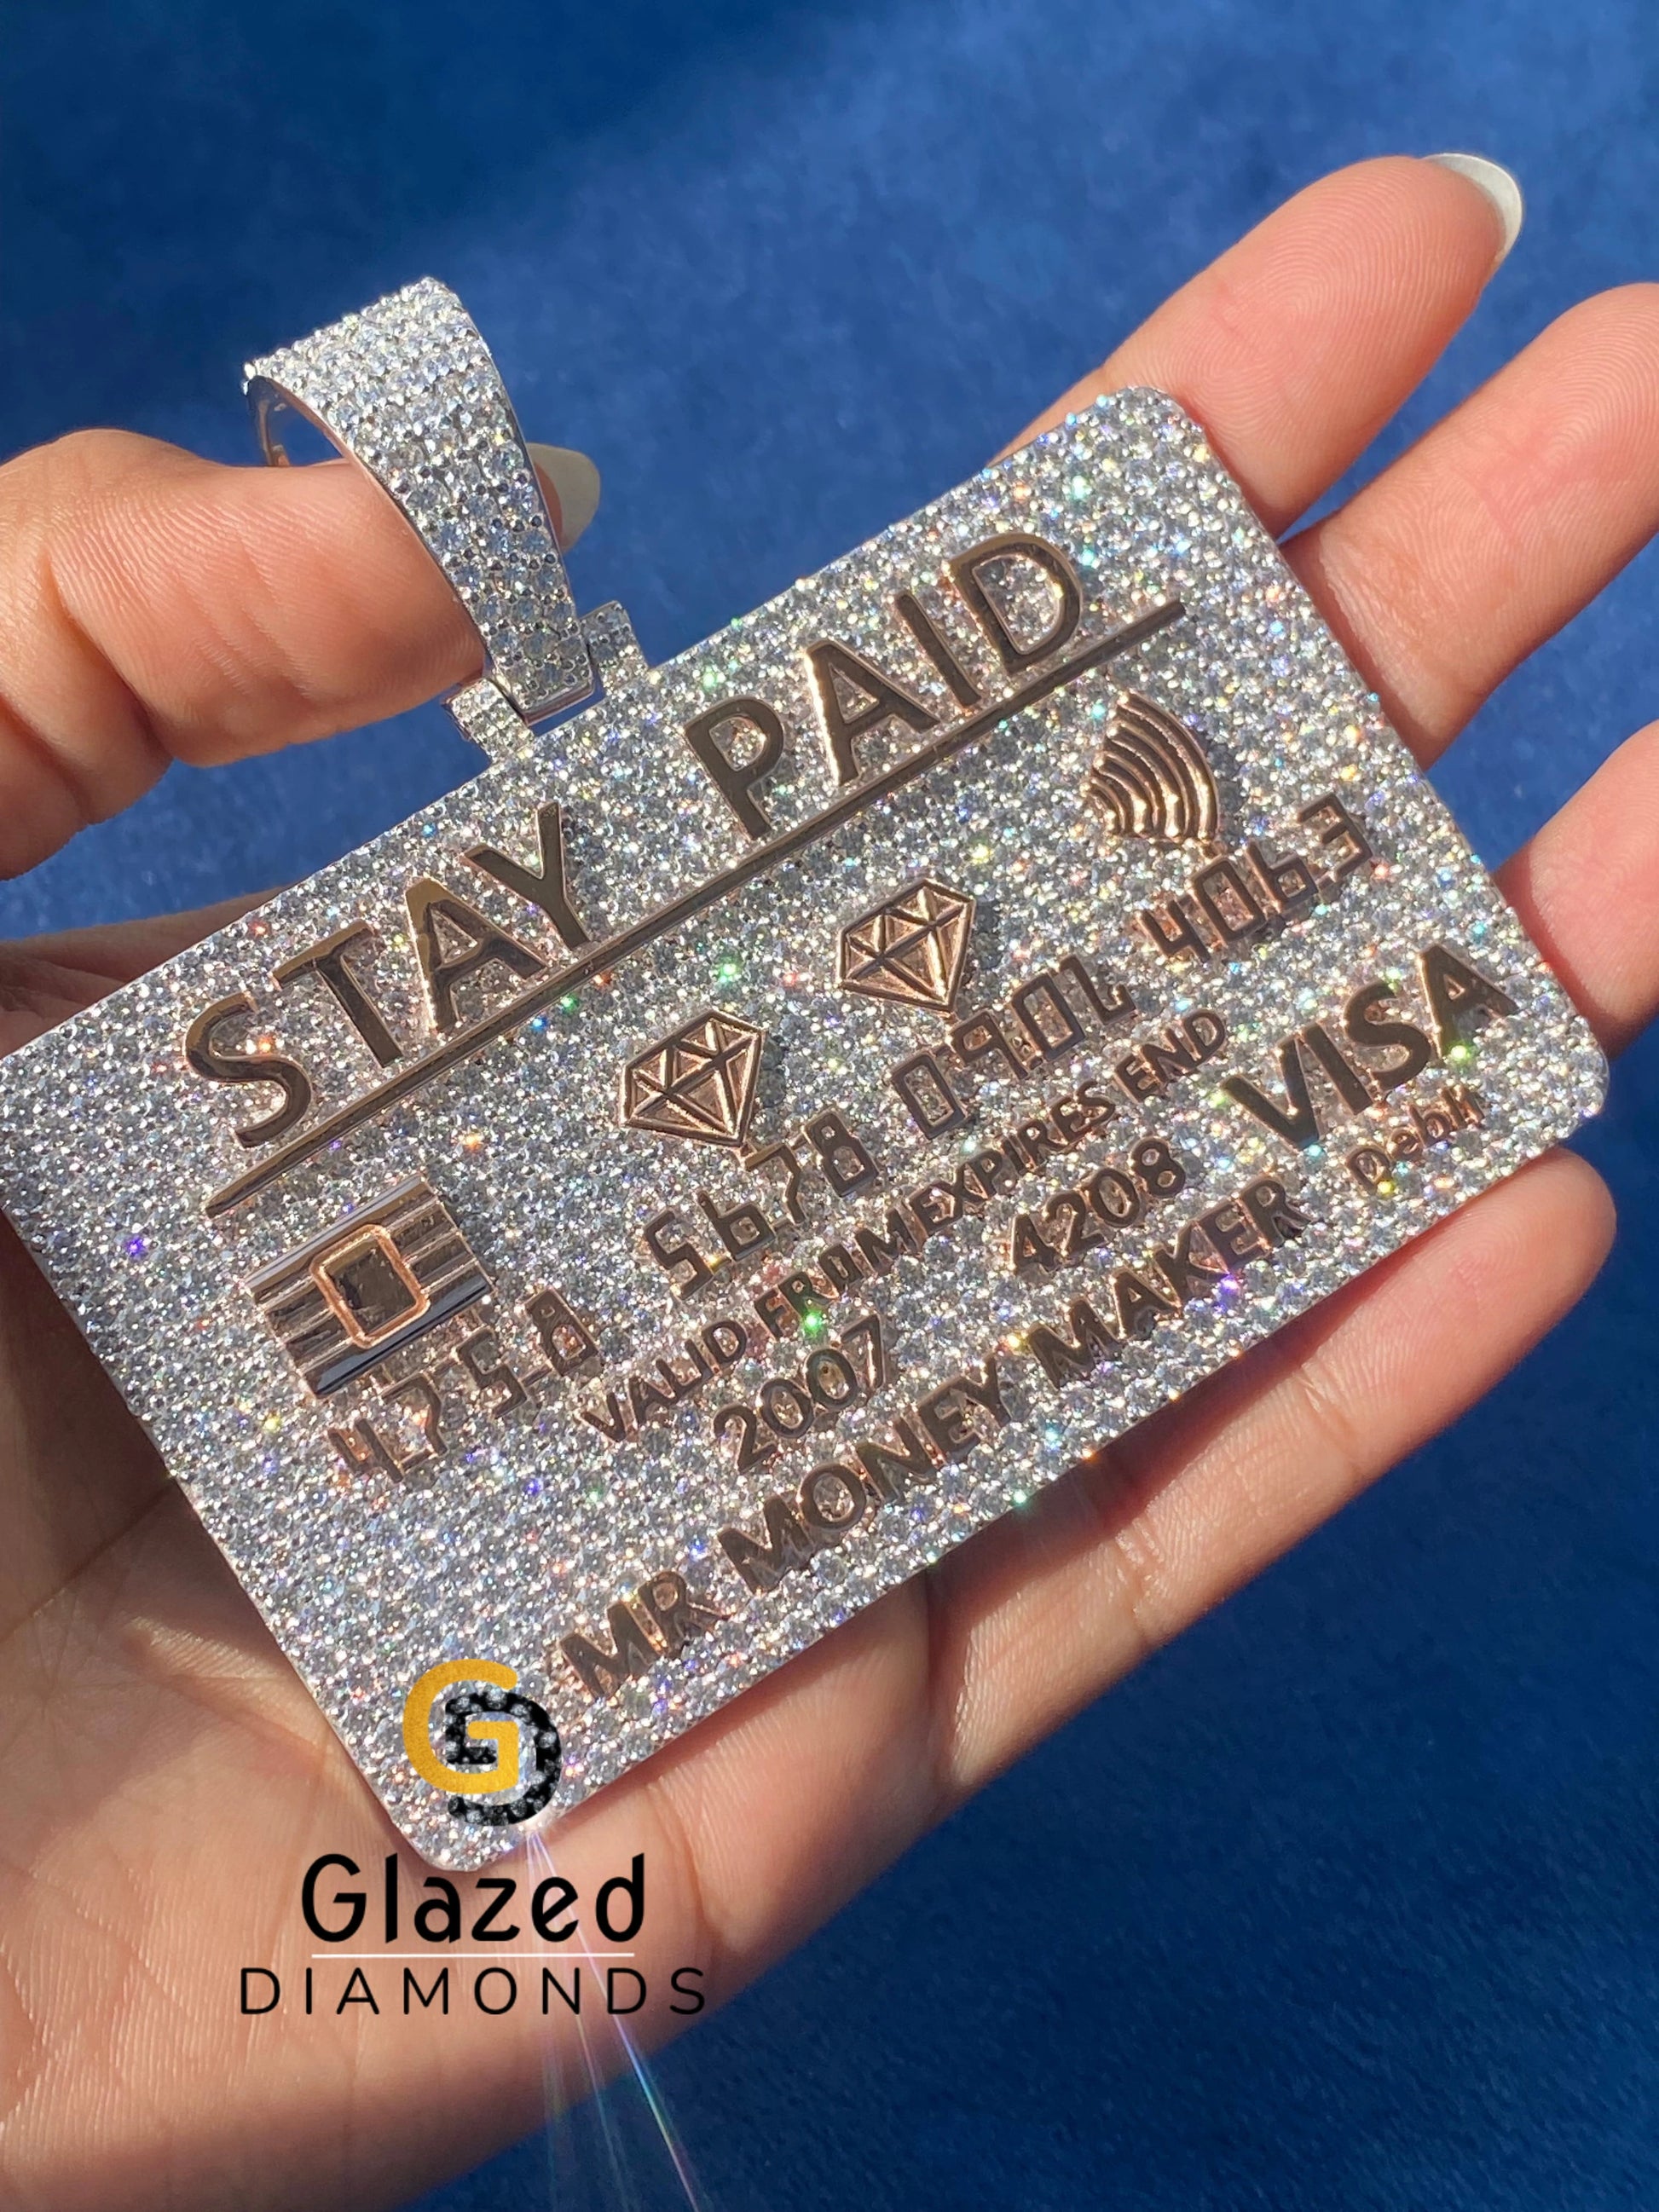 STAY PAID
4758 5678 0901 4063
VALID FROM EXPIRES END
2007 4208
VISA
Debit
MR MONEY MAKER
Glazed
DIAMONDS